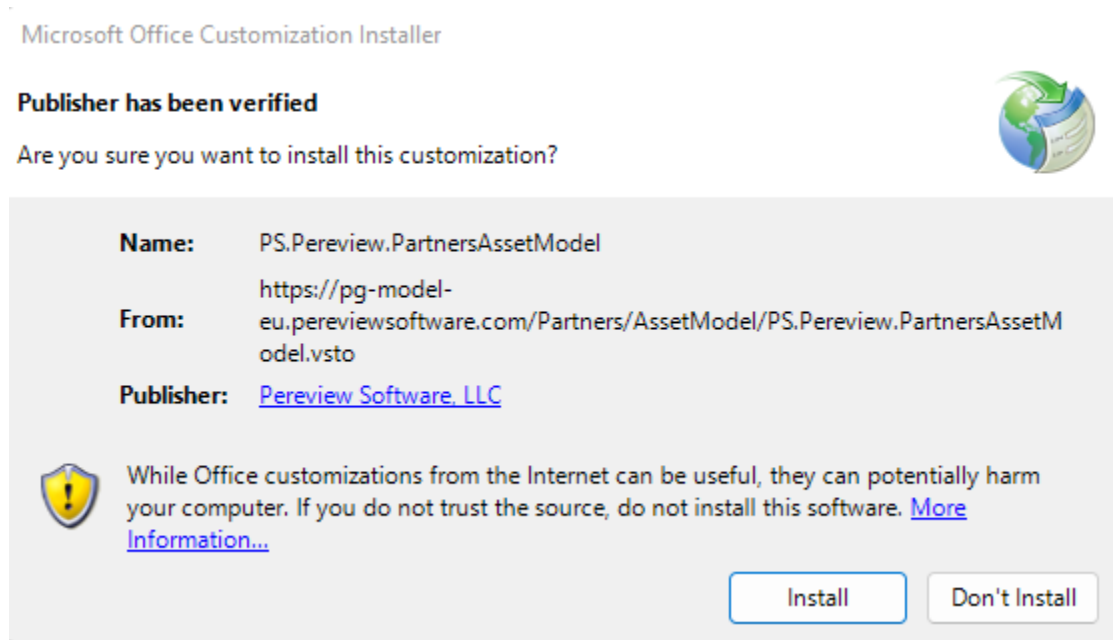 Microsoft Office Customization Installer
Publisher has been verified
Are you sure you want to install this customization?
Name: PS.Pereview.PartnersAssetModel
https://pg-model-
From: eu.pereviewsoftware.com/Partners/AssetModel/PS.Pereview.PartnersAssetM
odel.vsto
Publisher: Pereview Software, LLC
While Office customizations from the Internet can be useful, they can potentially harm
your computer. If you do not trust the source, do not install this software. More
Information...
Install Don't Install